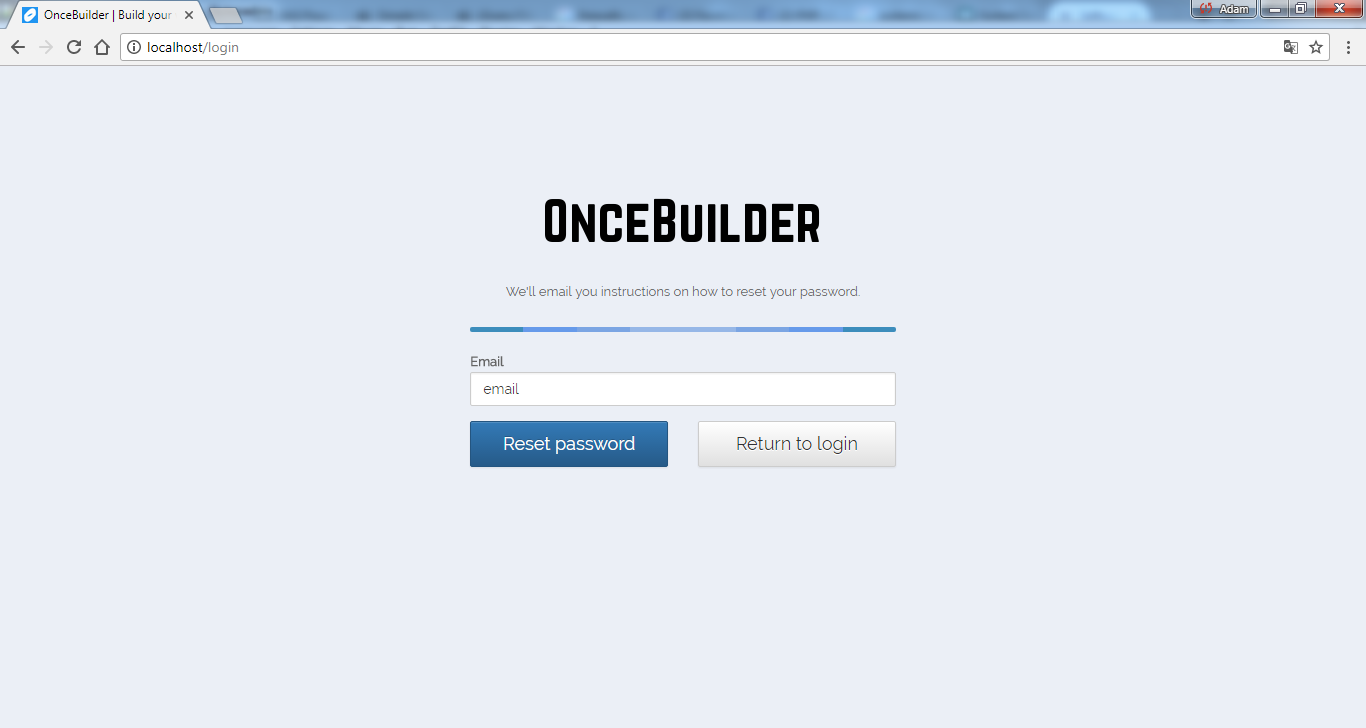 OnceBuilder | Build your
Adam
localhost/login
OnceBuilder
We'll email you instructions on how to reset your password.
Email
email
Reset password
Return to login